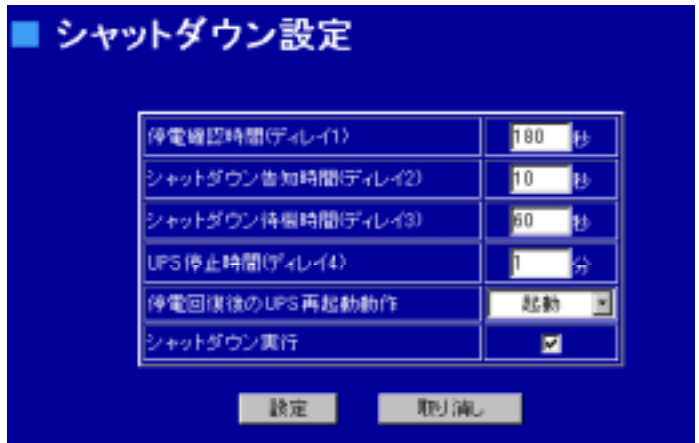 シャットダウン設定
停電確認時間(ディレイ1) 180 秒
シャットダウン告知時間(ディレイ2) 10 秒
シャットダウン待機時間(ディレイ3) 60 秒
UPS停止時間(ディレイ4) 1 分
停電回復後のUPS再起動動作 起動
シャットダウン実行
設定 取り消し